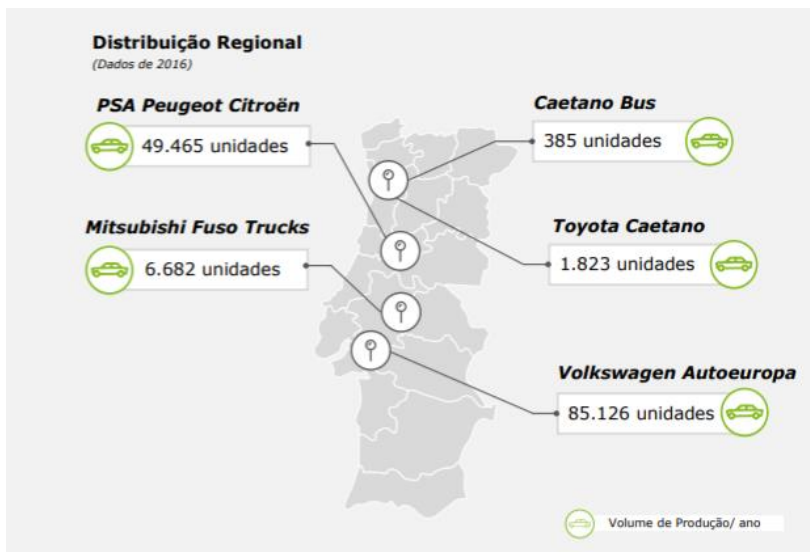 Distribuição Regional
(Dados de 2016)
PSA Peugeot Citroën
49.465 unidades
Caetano Bus
385 unidades
Mitsubishi Fuso Trucks
6.682 unidades
Toyota Caetano
1.823 unidades
Volkswagen Autoeuropa
85.126 unidades
Volume de Produção/ ano